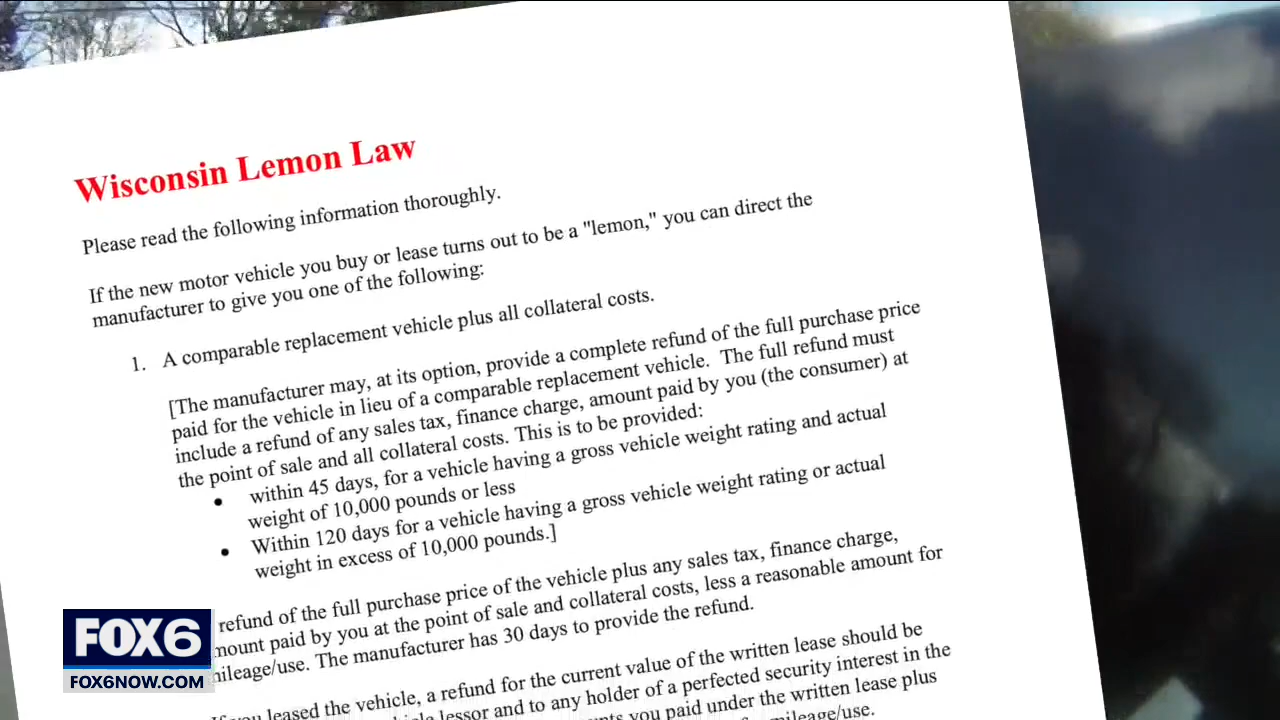 Wisconsin Lemon Law
Please read the following information thoroughly.
If the new motor vehicle you buy or lease turns out to be a "lemon," you can direct the
manufacturer to give you one of the following:
1. A comparable replacement vehicle plus all collateral costs.
[The manufacturer may, at its option, provide a complete refund of the full purchase price
paid for the vehicle in lieu of a comparable replacement vehicle. The full refund must
include a refund of any sales tax, finance charge, amount paid by you (the consumer) at
the point of sale and all collateral costs. This is to be provided:
• within 45 days, for a vehicle having a gross vehicle weight rating and actual
weight of 10,000 pounds or less
• Within 120 days for a vehicle having a gross vehicle weight rating or actual
weight in excess of 10,000 pounds.]
refund of the full purchase price of the vehicle plus any sales tax, finance charge,
paid by you at the point of sale and collateral costs, less a reasonable amount for
The manufacturer has 30 days to provide the refund.
leased the vehicle, a refund for the current value of the written lease should be
lessor and to any holder of a perfected security interest in the
you paid under the written lease plus
mileage/use.
FOX6
FOX6NOW.COM